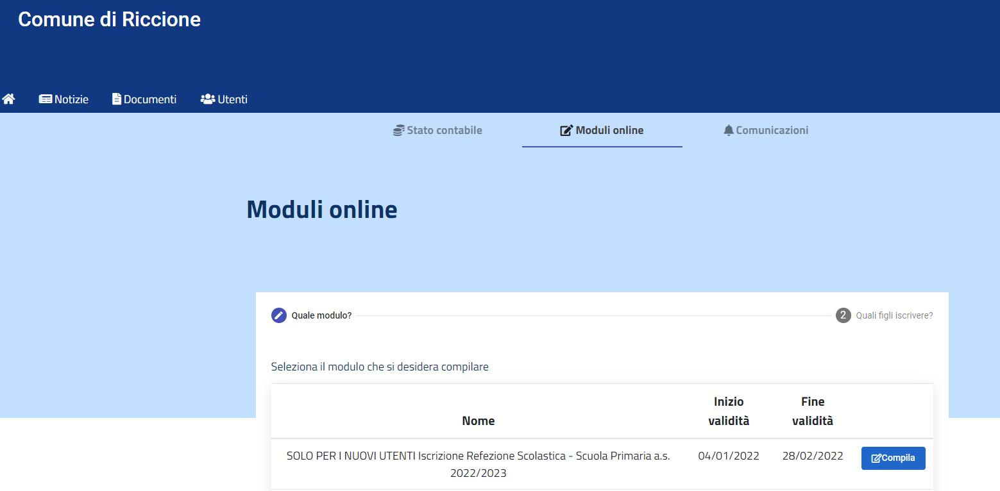 Comune di Riccione
Notizie Documenti Utenti
Stato contabile Moduli online Comunicazioni
Moduli online
Quale modulo? 2 Quali figli iscrivere?
Seleziona il modulo che si desidera compilare
Nome Inizio validità Fine validità
SOLO PER I NUOVI UTENTI Iscrizione Refezione Scolastica - Scuola Primaria a.s. 04/01/2022 28/02/2022 Compila
2022/2023